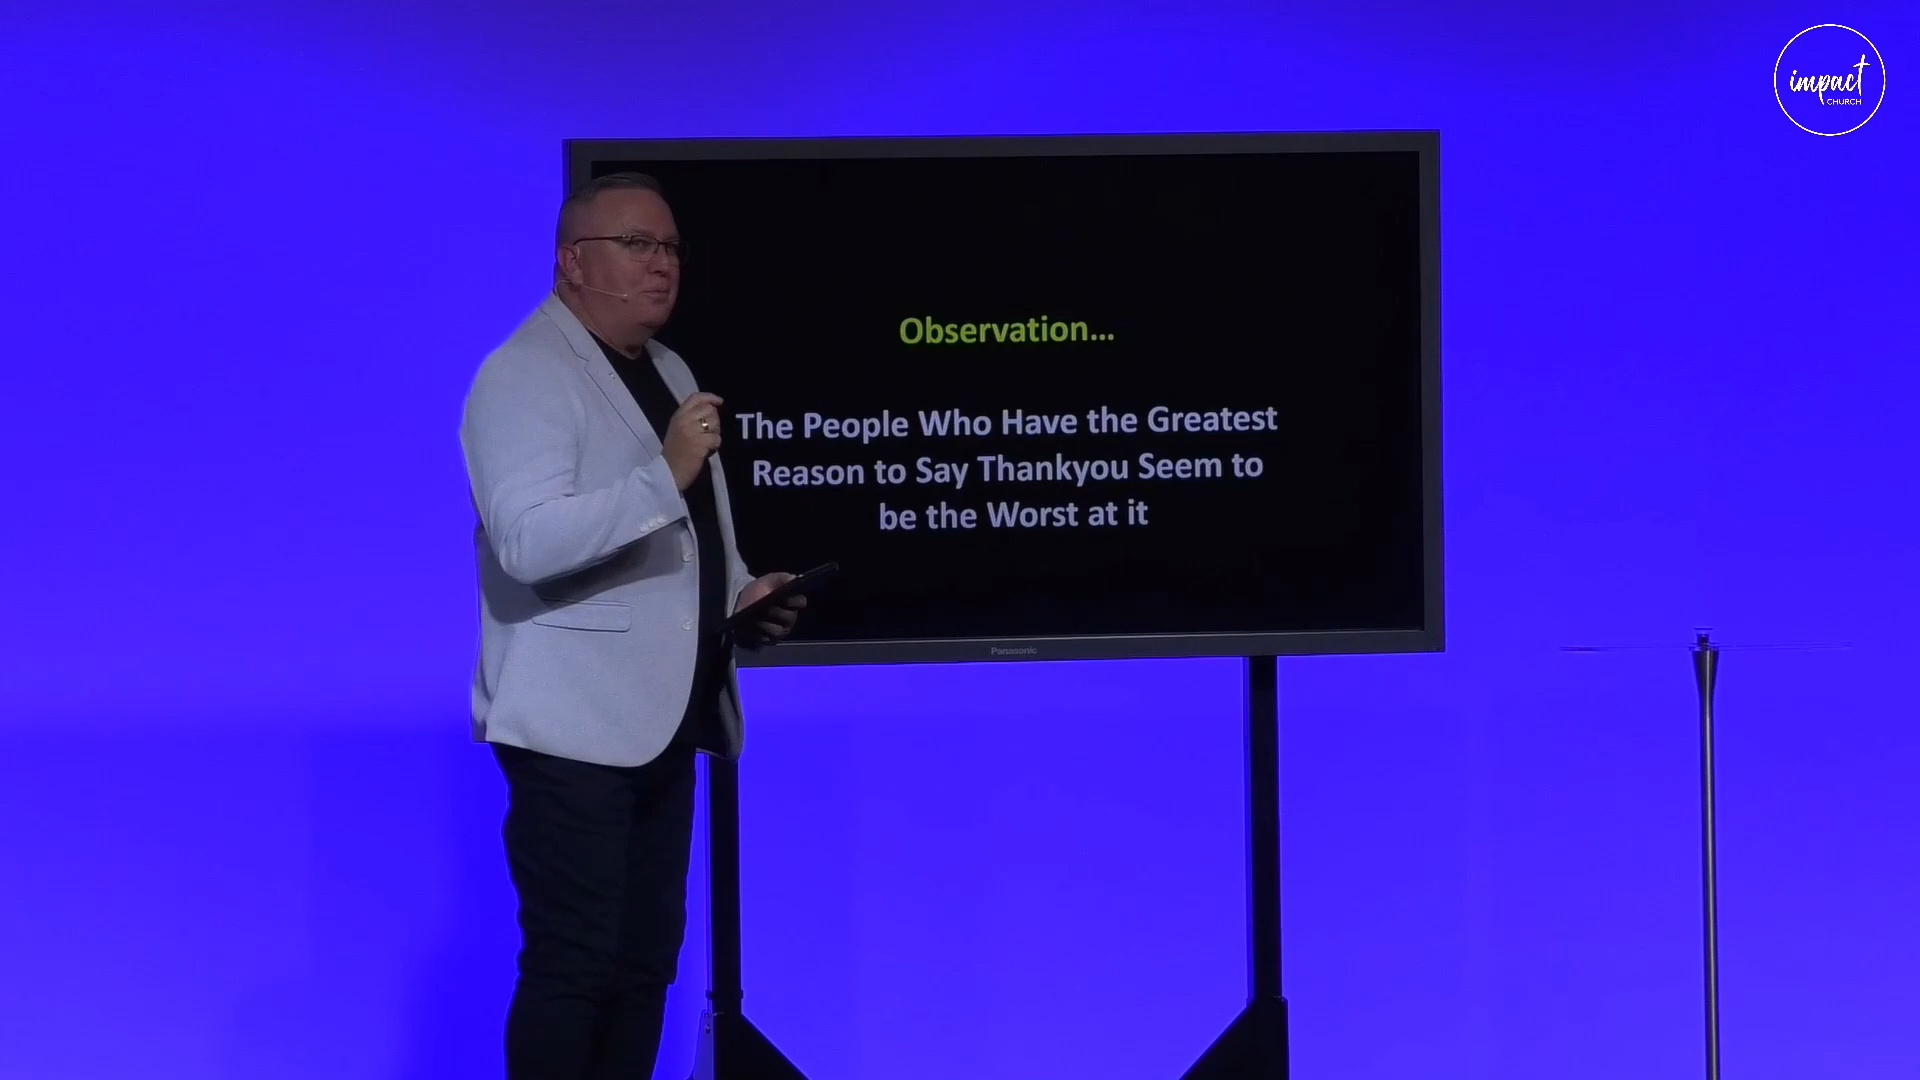 impact
CHURCH
Observation...
The People Who Have the Greatest
Reason to Say Thankyou Seem to
be the Worst at it
Panasonic